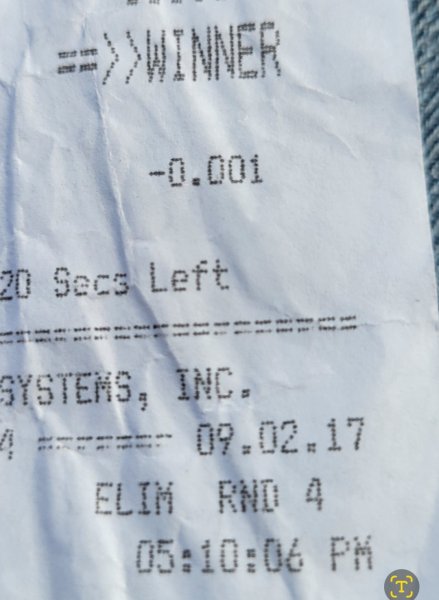 ==>>WINNER
-0.001
20 Secs Left
====================
SYSTEMS, INC.
4 ------- 09.02.17
ELIM RND 4
05:10:06 PM